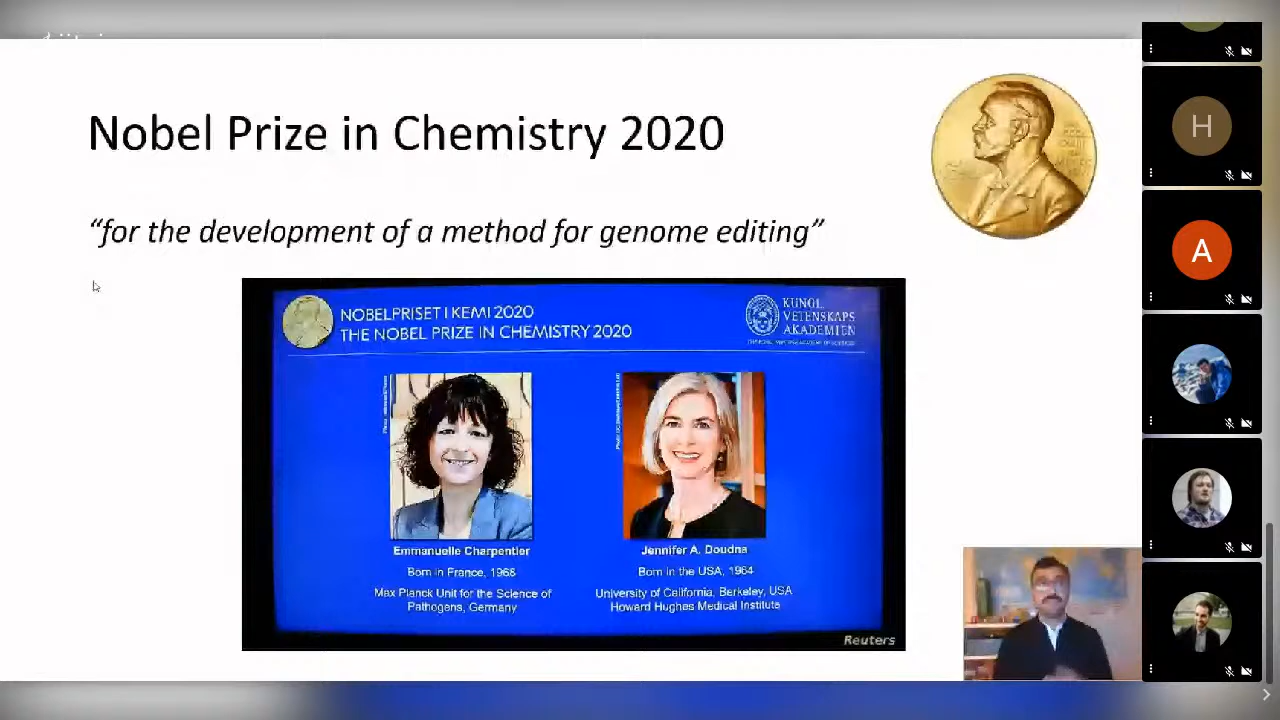 Nobel Prize in Chemistry 2020
“for the development of a method for genome editing”
NOBELPRISET I KEMI 2020
THE NOBEL PRIZE IN CHEMISTRY 2020
KUNGL
VETENSKAPS
AKADEMIEN
Emmanuelle Charpentier
Born in France, 1968
Max Planck Unit for the Science of
Pathogens, Germany
Jennifer A. Doudna
Born in the USA, 1964
University of California, Berkeley, USA
Howard Hughes Medical Institute
Reuters
H
A